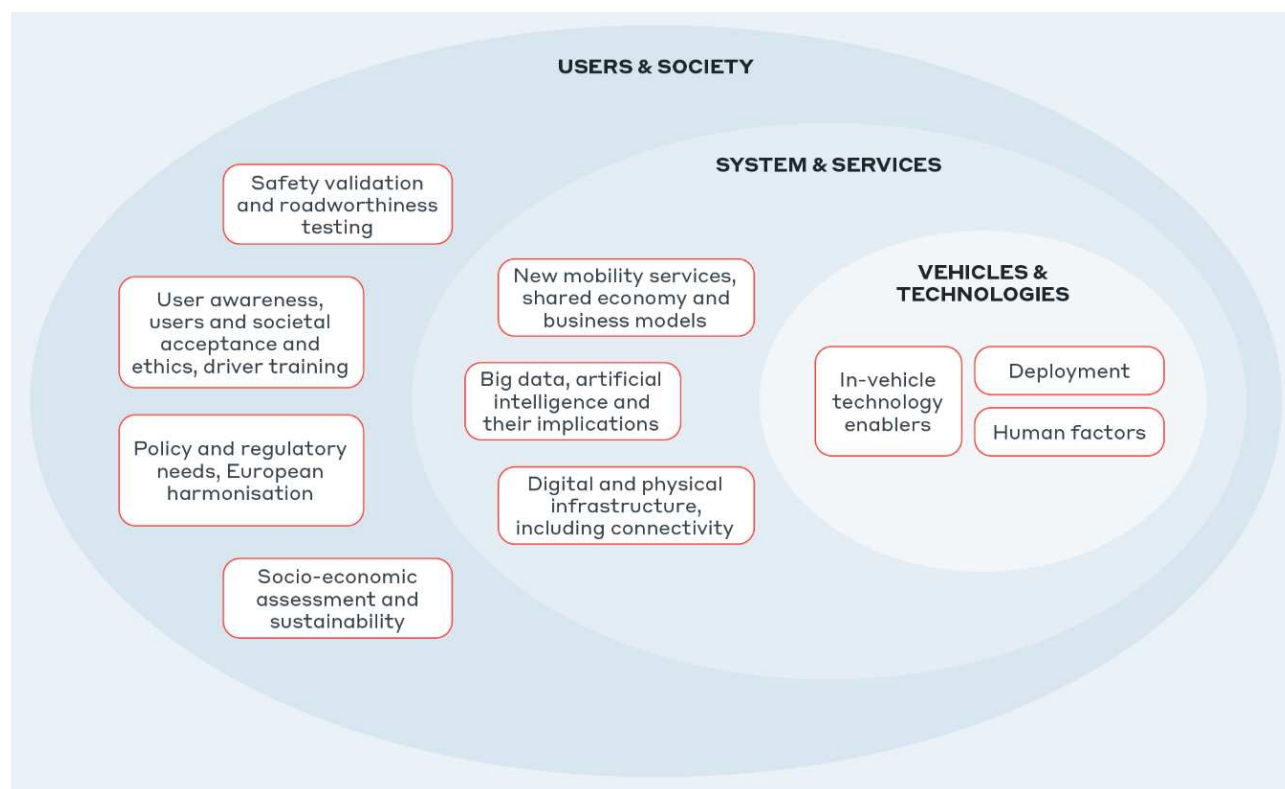 USERS & SOCIETY
SYSTEM & SERVICES
VEHICLES &
TECHNOLOGIES
Safety validation
and roadworthiness
testing
User awareness,
users and societal
acceptance and
ethics, driver training
Policy and regulatory
needs, European
harmonisation
Socio-economic
assessment and
sustainability
New mobility services,
shared economy and
business models
Big data, artificial
intelligence and
their implications
Digital and physical
infrastructure,
including connectivity
In-vehicle
technology
enablers
Deployment
Human factors